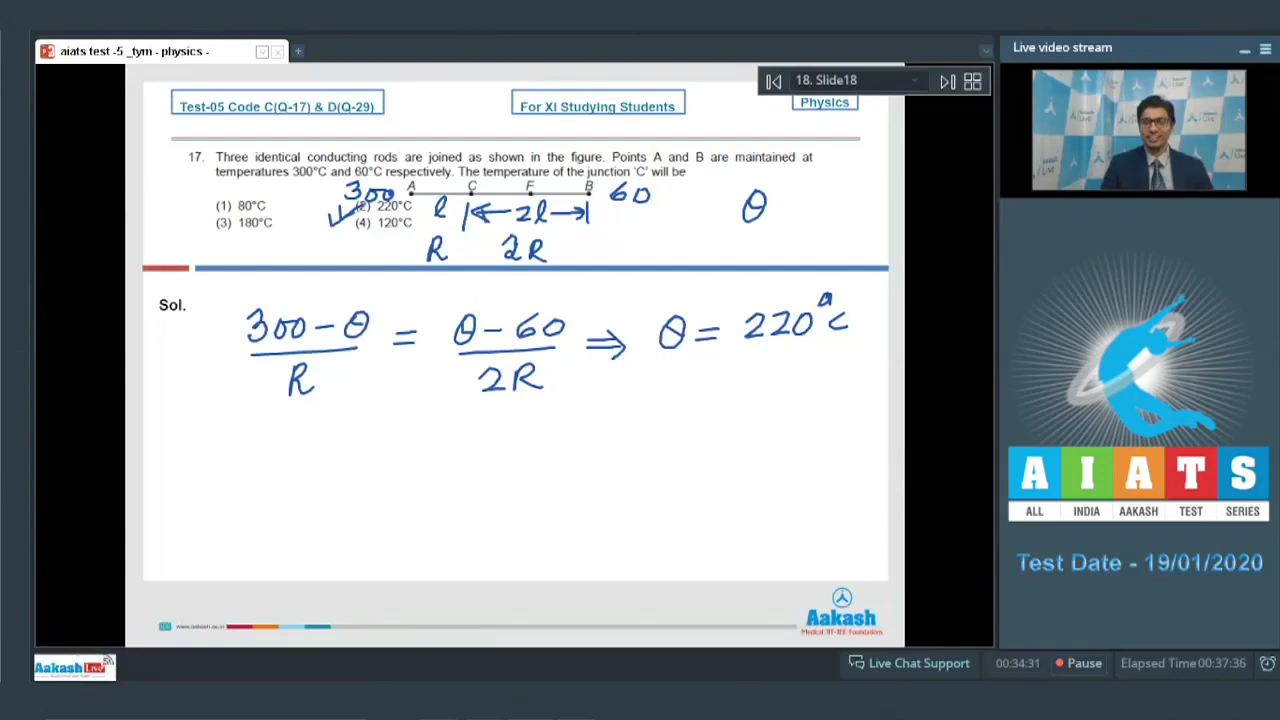 aiats test -5 _tym - physics -
Live video stream
18. Slide18
Test-05 Code C(Q-17) & D(Q-29)
For XI Studying Students
Physics
17. Three identical conducting rods are joined as shown in the figure. Points A and B are maintained at
temperatures 300°C and 60°C respectively. The temperature of the junction 'C' will be
300 A C F B 60
(1) 80°C (2) 220°C
l 2l θ
(3) 180°C (4) 120°C
R 2R
Sol.
300 - θ / R = θ - 60 / 2R ⇒ θ = 220°C
AIATS
ALL INDIA AAKASH TEST SERIES
Test Date - 19/01/2020
www.aakash.ac.in
Aakash
Medical IIT-JEE Foundations
Aakash Live
Live Chat Support
00:34:31
Pause
Elapsed Time 00:37:36